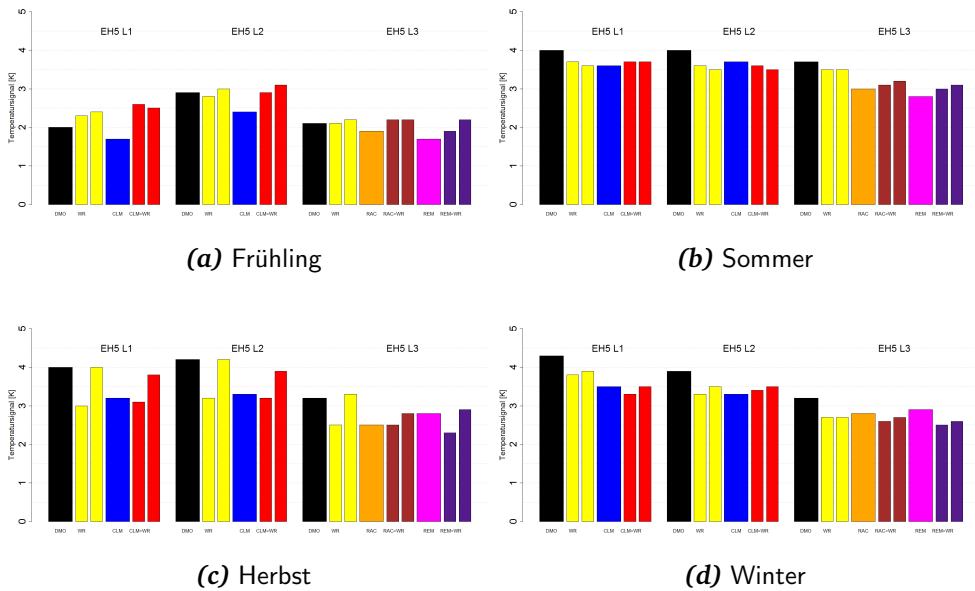 5
4
3
2
1
0
Temperatursignal [K]
EH5 L1 EH5 L2 EH5 L3
DMO WR CLM CLM+WR DMO WR CLM CLM+WR DMO WR RAC RAC+WR REM REM+WR
(a) Frühling
5
4
3
2
1
0
Temperatursignal [K]
EH5 L1 EH5 L2 EH5 L3
DMO WR CLM CLM+WR DMO WR CLM CLM+WR DMO WR RAC RAC+WR REM REM+WR
(b) Sommer
5
4
3
2
1
0
Temperatursignal [K]
EH5 L1 EH5 L2 EH5 L3
DMO WR CLM CLM+WR DMO WR CLM CLM+WR DMO WR RAC RAC+WR REM REM+WR
(c) Herbst
5
4
3
2
1
0
Temperatursignal [K]
EH5 L1 EH5 L2 EH5 L3
DMO WR CLM CLM+WR DMO WR CLM CLM+WR DMO WR RAC RAC+WR REM REM+WR
(d) Winter